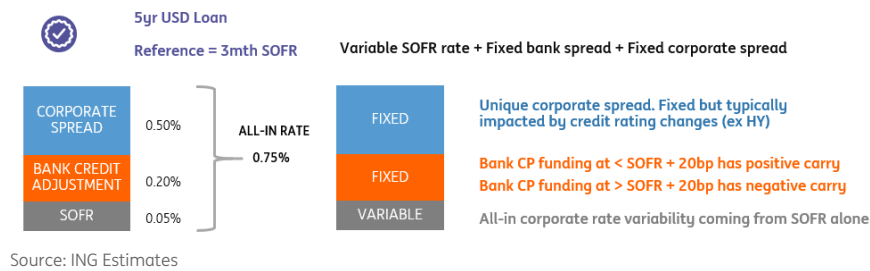 5yr USD Loan
Reference = 3mth SOFR
Variable SOFR rate + Fixed bank spread + Fixed corporate spread
CORPORATE
SPREAD
0.50%
BANK CREDIT
ADJUSTMENT
0.20%
SOFR
0.05%
ALL-IN RATE
0.75%
FIXED
Unique corporate spread. Fixed but typically
impacted by credit rating changes (ex HY)
FIXED
Bank CP funding at < SOFR + 20bp has positive carry
Bank CP funding at > SOFR + 20bp has negative carry
VARIABLE
All-in corporate rate variability coming from SOFR alone
Source: ING Estimates